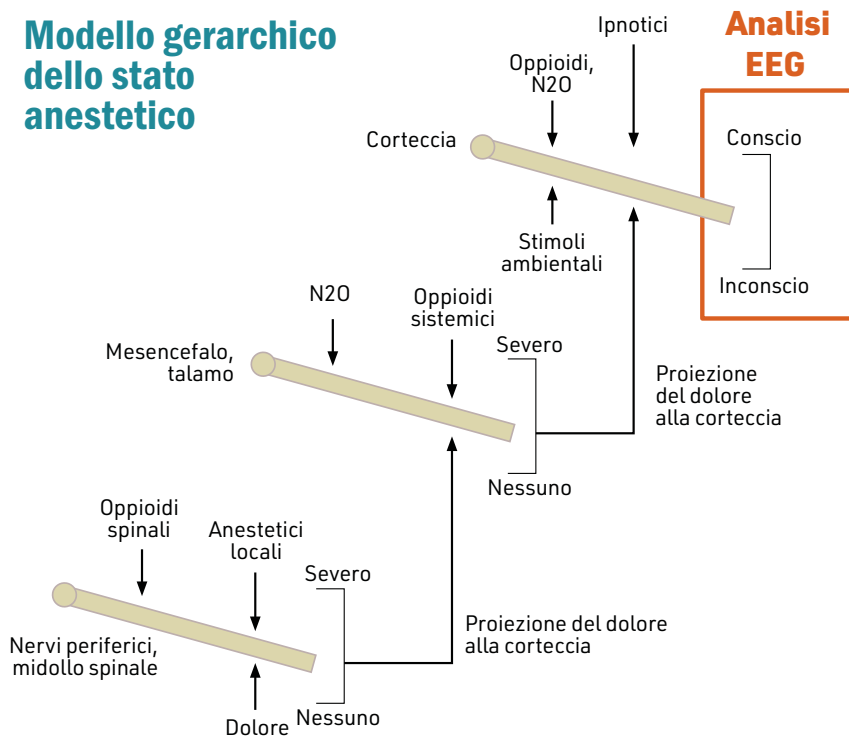 Modello gerarchico
dello stato
anestetico
Ipnotici
Analisi
EEG
Oppioidi,
N2O
Corteccia
Conscio
Stimoli
ambientali
Inconscio
N2O
Oppioidi
sistemici
Mesencefalo,
talamo
Severo
Proiezione
del dolore
alla corteccia
Nessuno
Oppioidi
spinali
Anestetici
locali
Severo
Proiezione del dolore
alla corteccia
Nervi periferici,
midollo spinale
Dolore
Nessuno